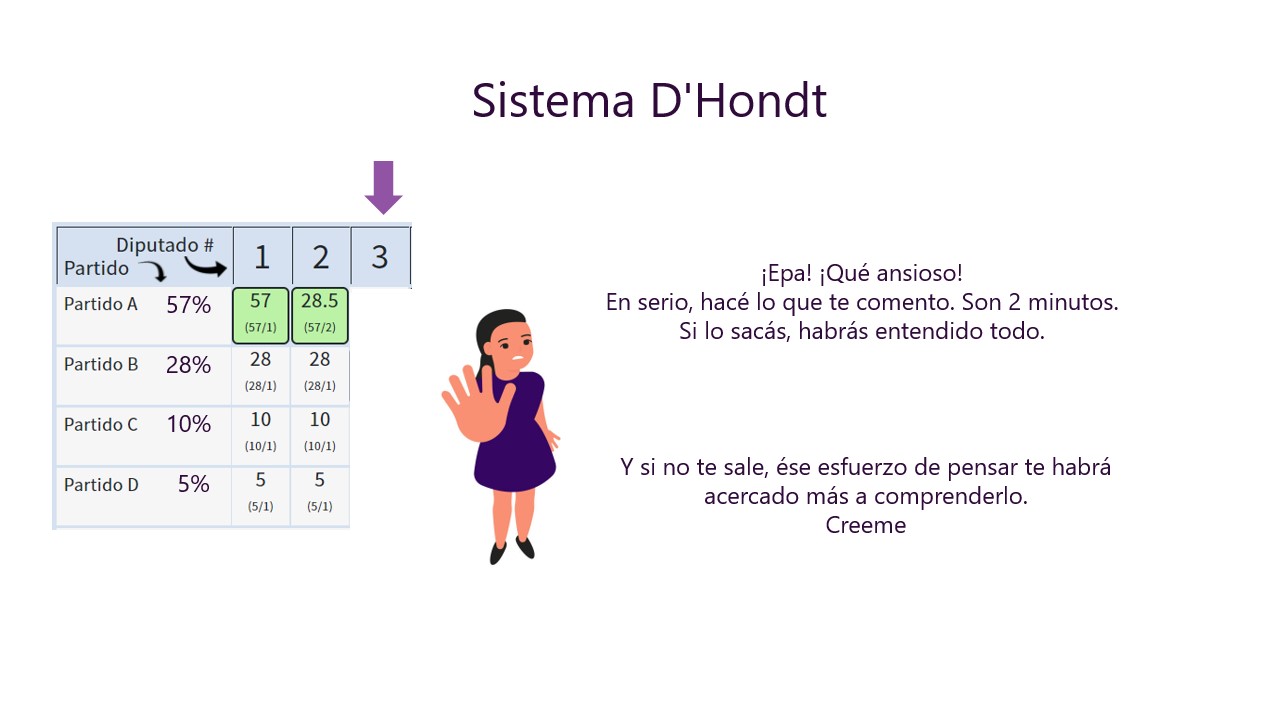 Sistema D'Hondt
Diputado #
Partido
1 2 3
Partido A 57% 57 28.5
(57/1) (57/2)
Partido B 28% 28 28
(28/1) (28/1)
Partido C 10% 10 10
(10/1) (10/1)
Partido D 5% 5 5
(5/1) (5/1)
¡Epa! ¡Qué ansioso!
En serio, hacé lo que te comento. Son 2 minutos.
Si lo sacás, habrás entendido todo.
Y si no te sale, ése esfuerzo de pensar te habrá
acercado más a comprenderlo.
Creeme